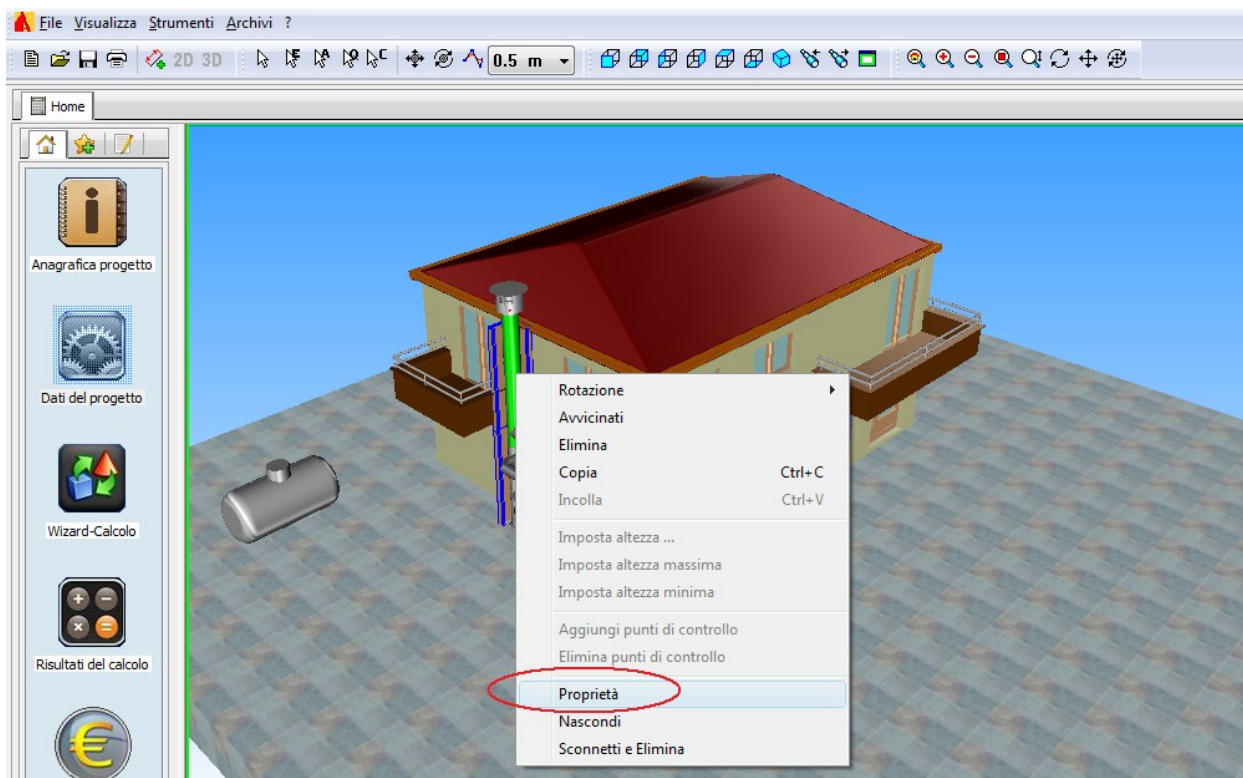 File Visualizza Strumenti Archivi ?
2D 3D E A Q C 0.5 m
Home
Anagrafica progetto
Dati del progetto
Wizard-Calcolo
Risultati del calcolo
Rotazione
Avvicinati
Elimina
Copia Ctrl+C
Incolla Ctrl+V
Imposta altezza ...
Imposta altezza massima
Imposta altezza minima
Aggiungi punti di controllo
Elimina punti di controllo
Proprietà
Nascondi
Sconnetti e Elimina